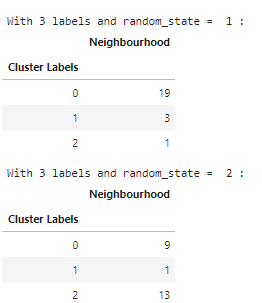 With 3 labels and random_state =  1 :
Neighbourhood
Cluster Labels
0 19
1 3
2 1
With 3 labels and random_state =  2 :
Neighbourhood
Cluster Labels
0 9
1 1
2 13